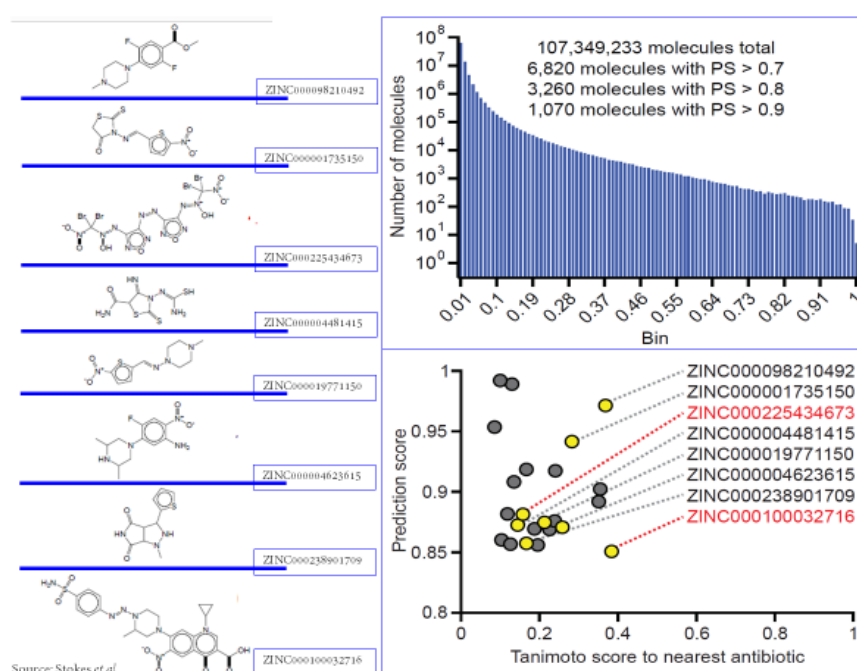 ZINC000098210492
ZINC000001735150
ZINC000225434673
ZINC000004481415
ZINC000019771150
ZINC000004623615
ZINC000238901709
ZINC000100032716
Source: Stokes et al
107,349,233 molecules total
6,820 molecules with PS > 0.7
3,260 molecules with PS > 0.8
1,070 molecules with PS > 0.9
Number of molecules
10⁸
10⁷
10⁶
10⁵
10⁴
10³
10²
10¹
10⁰
0.01
0.1
0.19
0.28
0.37
0.46
0.55
0.64
0.73
0.82
0.91
1
Bin
Prediction score
1
0.95
0.9
0.85
0.8
ZINC000098210492
ZINC000001735150
ZINC000225434673
ZINC000004481415
ZINC000019771150
ZINC000004623615
ZINC000238901709
ZINC000100032716
0
0.2
0.4
0.6
0.8
1
Tanimoto score to nearest antibiotic